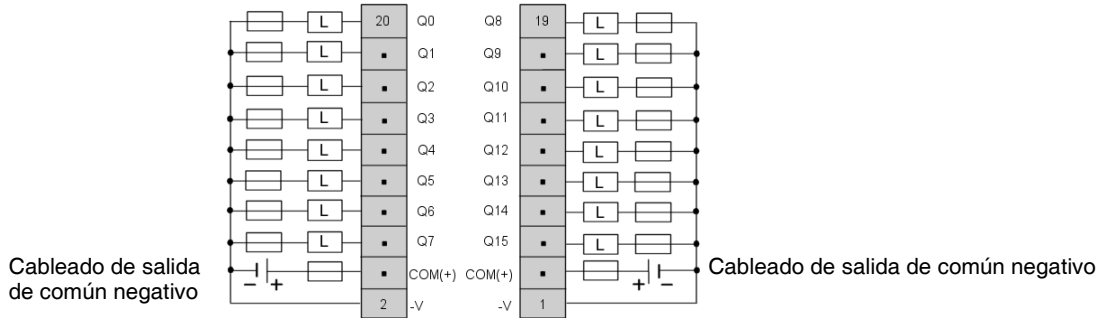 L 20 Q0 Q8 19 L
L Q1 Q9 L
L Q2 Q10 L
L Q3 Q11 L
L Q4 Q12 L
L Q5 Q13 L
L Q6 Q14 L
L Q7 Q15 L
Cableado de salida
de común negativo
− + COM(+) COM(+) + −
Cableado de salida de común negativo
2 -V -V 1